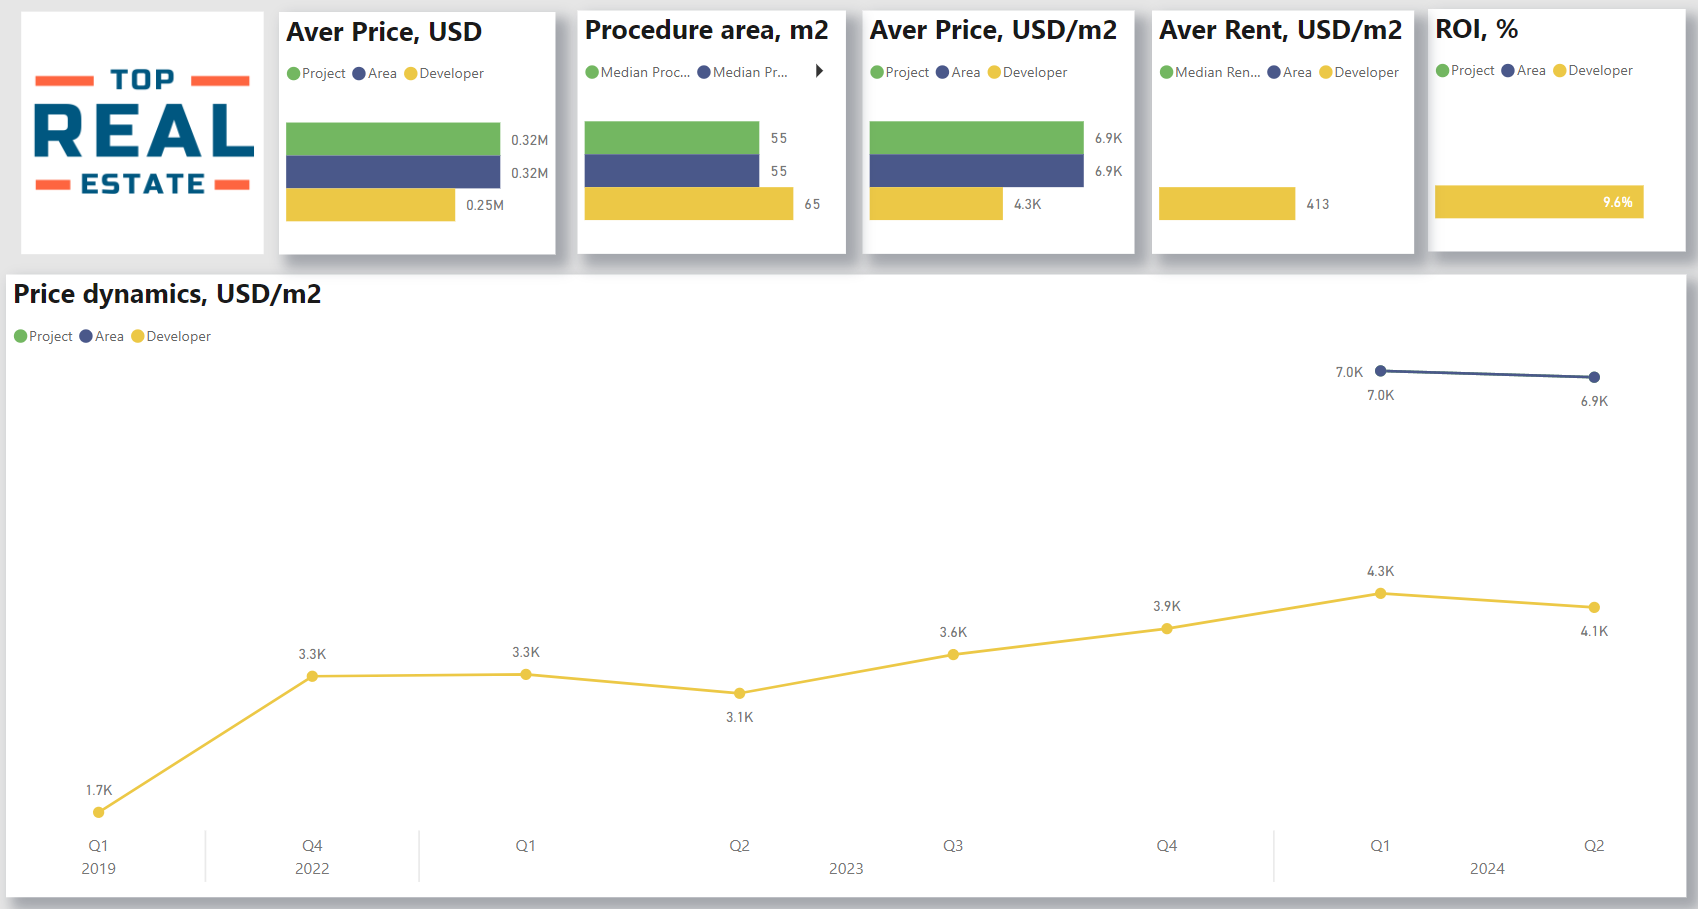 TOP
REAL
ESTATE
Aver Price, USD
Project Area Developer
0.32M
0.32M
0.25M
Procedure area, m2
Median Proc... Median Pr...
55
55
65
Aver Price, USD/m2
Project Area Developer
6.9K
6.9K
4.3K
Aver Rent, USD/m2
Median Ren... Area Developer
413
ROI, %
Project Area Developer
9.6%
Price dynamics, USD/m2
Project Area Developer
7.0K
7.0K
6.9K
4.3K
3.9K
4.1K
3.6K
3.3K
3.3K
3.1K
1.7K
Q1 Q4 Q1 Q2 Q3 Q4 Q1 Q2
2019 2022 2023 2024